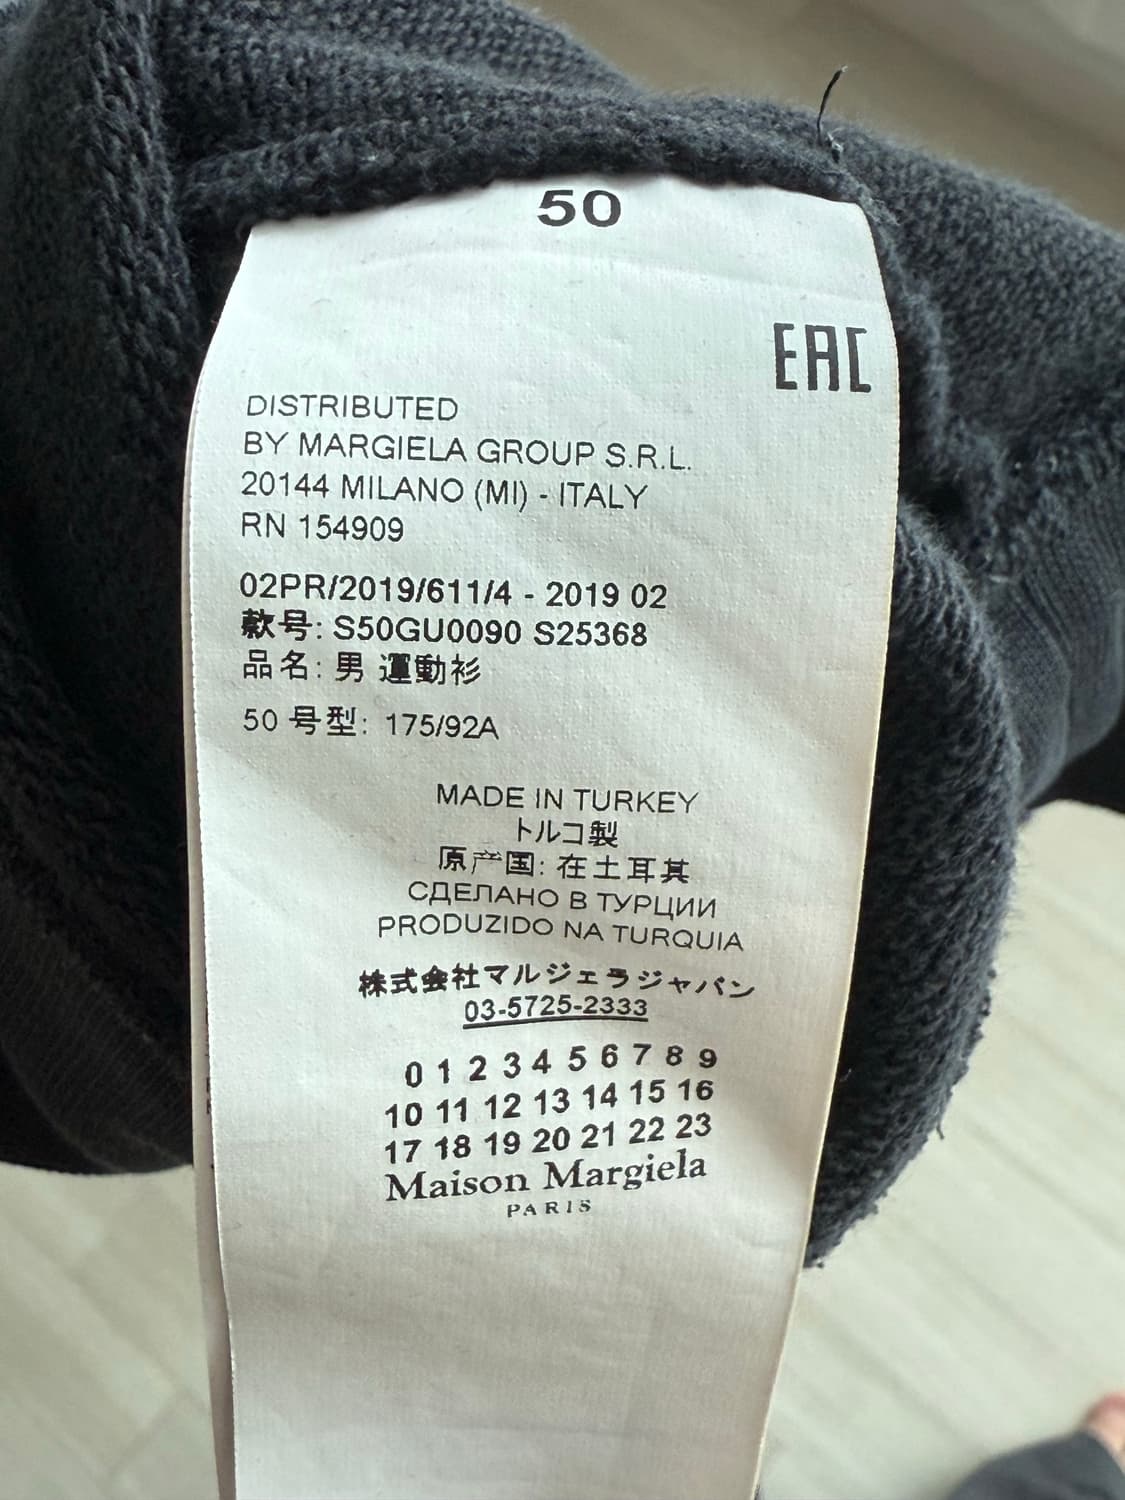 50
EAC
DISTRIBUTED
BY MARGIELA GROUP S.R.L.
20144 MILANO (MI) - ITALY
RN 154909
02PR/2019/611/4 - 2019 02
款号: S50GU0090 S25368
品名: 男 運動衫
50 号型: 175/92A
MADE IN TURKEY
トルコ製
原产国: 在土耳其
СДЕЛАНО В ТУРЦИИ
PRODUZIDO NA TURQUIA
株式会社マルジェラジャパン
03-5725-2333
0 1 2 3 4 5 6 7 8 9
10 11 12 13 14 15 16
17 18 19 20 21 22 23
Maison Margiela
PARIS